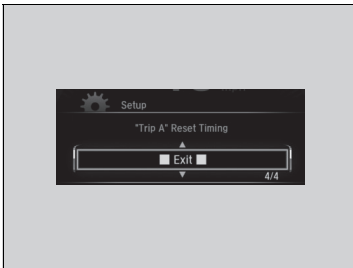 Setup
"Trip A" Reset Timing
▲
■ Exit ■
▼
4/4